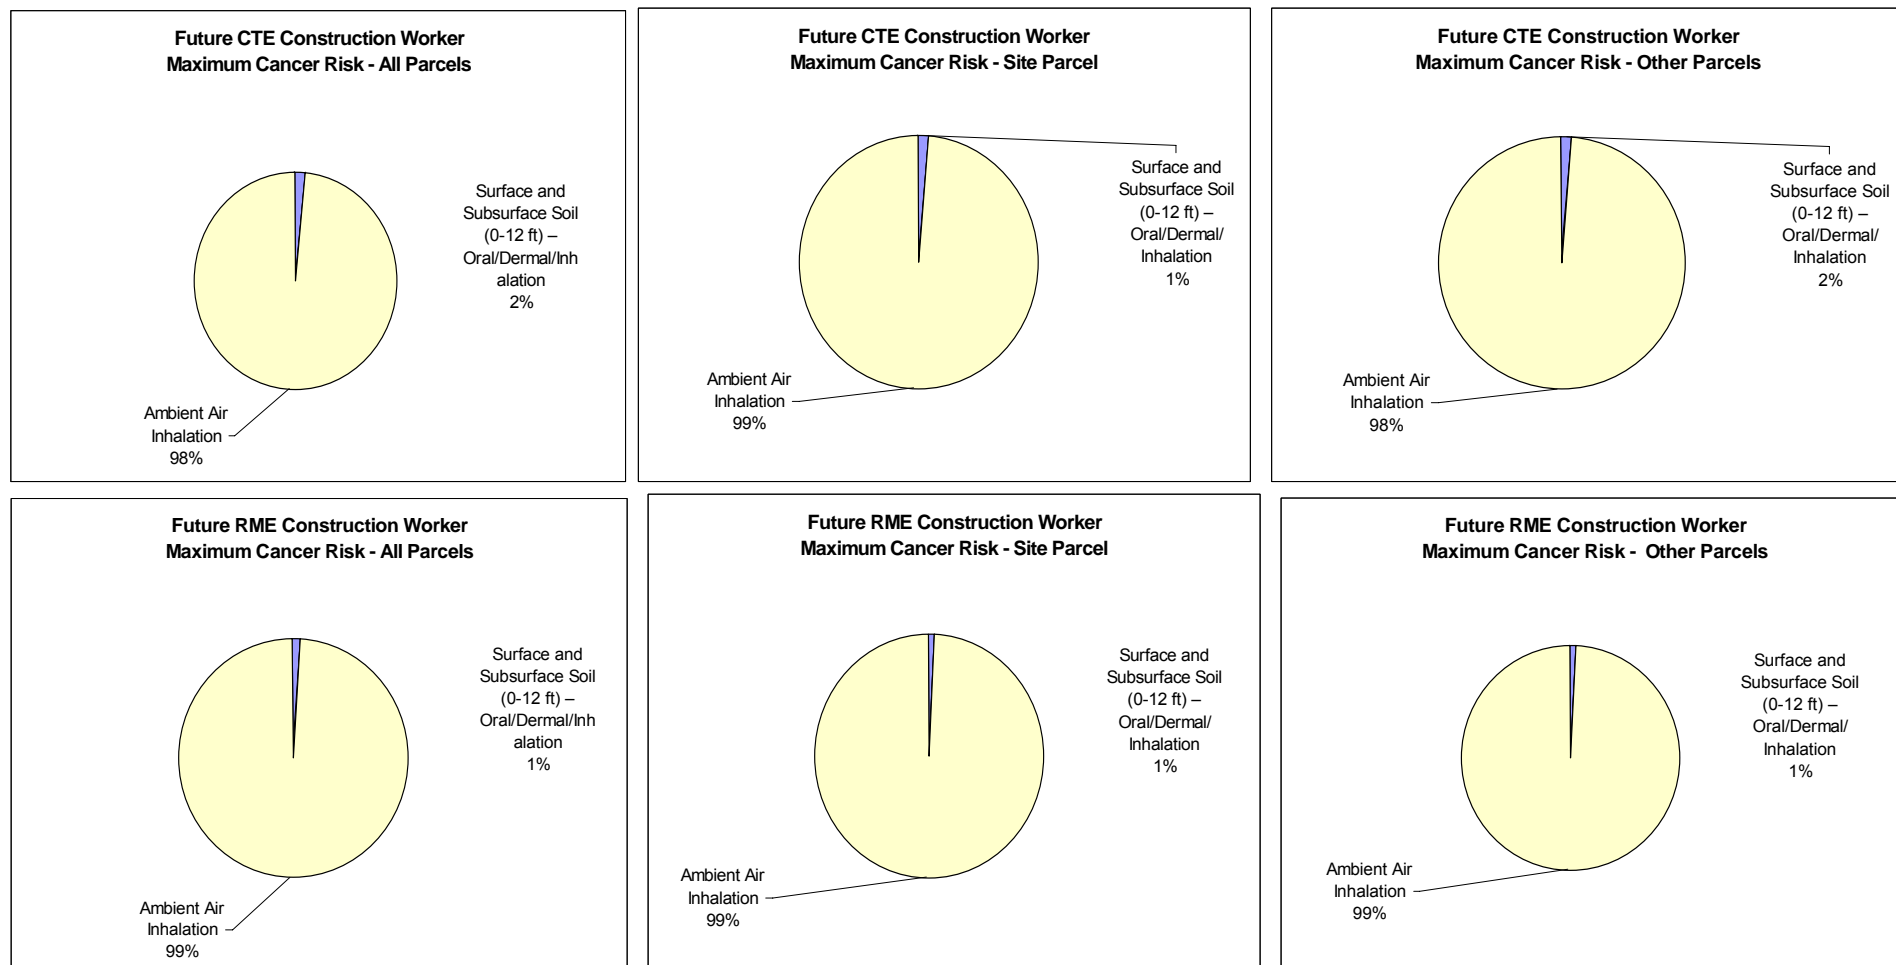 Future CTE Construction Worker
Maximum Cancer Risk - All Parcels
Surface and
Subsurface Soil
(0-12 ft) –
Oral/Dermal/Inh
alation
2%
Ambient Air
Inhalation
98%
Future CTE Construction Worker
Maximum Cancer Risk - Site Parcel
Surface and
Subsurface Soil
(0-12 ft) –
Oral/Dermal/
Inhalation
1%
Ambient Air
Inhalation
99%
Future CTE Construction Worker
Maximum Cancer Risk - Other Parcels
Surface and
Subsurface Soil
(0-12 ft) –
Oral/Dermal/
Inhalation
2%
Ambient Air
Inhalation
98%
Future RME Construction Worker
Maximum Cancer Risk - All Parcels
Surface and
Subsurface Soil
(0-12 ft) –
Oral/Dermal/Inh
alation
1%
Ambient Air
Inhalation
99%
Future RME Construction Worker
Maximum Cancer Risk - Site Parcel
Surface and
Subsurface Soil
(0-12 ft) –
Oral/Dermal/
Inhalation
1%
Ambient Air
Inhalation
99%
Future RME Construction Worker
Maximum Cancer Risk -  Other Parcels
Surface and
Subsurface Soil
(0-12 ft) –
Oral/Dermal/
Inhalation
1%
Ambient Air
Inhalation
99%